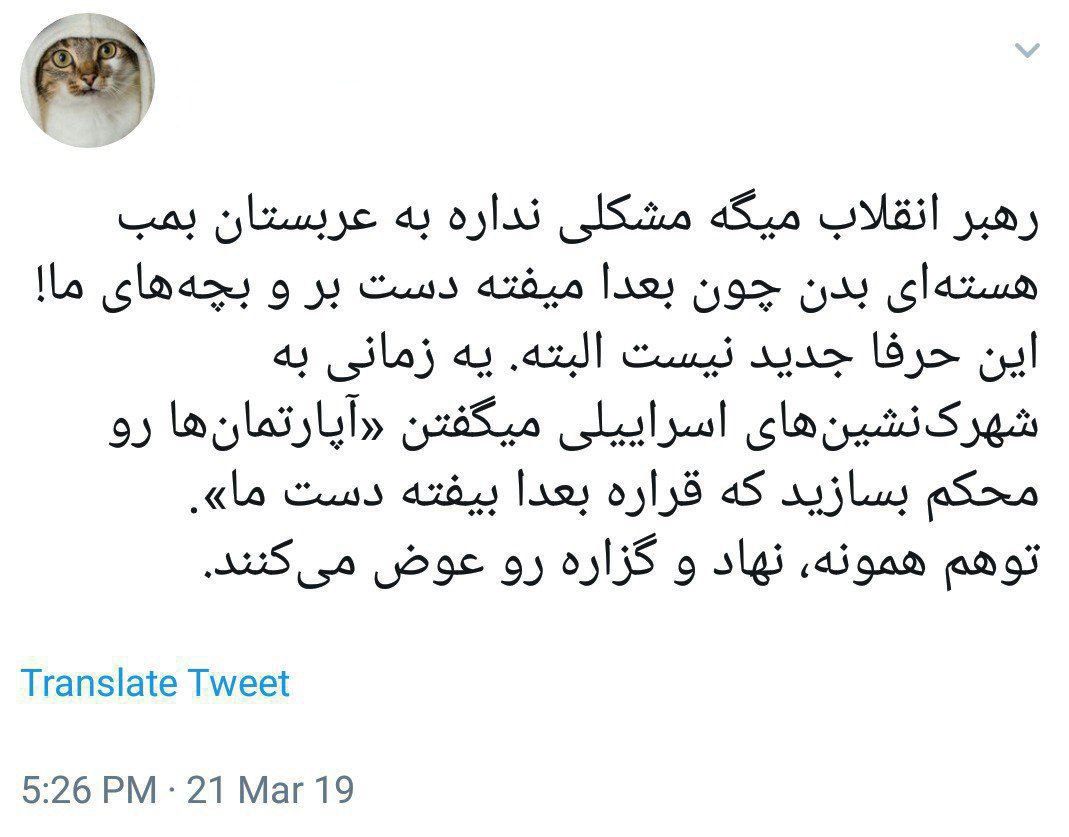 رهبر انقلاب میگه مشکلی نداره به عربستان بمب
هسته‌ای بدن چون بعدا میفته دست بر و بچه‌های ما!
این حرفا جدید نیست البته. یه زمانی به
شهرک‌نشین‌های اسراییلی میگفتن «آپارتمان‌ها رو
محکم بسازید که قراره بعدا بیفته دست ما».
توهم همونه، نهاد و گزاره رو عوض می‌کنند.
Translate Tweet
5:26 PM · 21 Mar 19